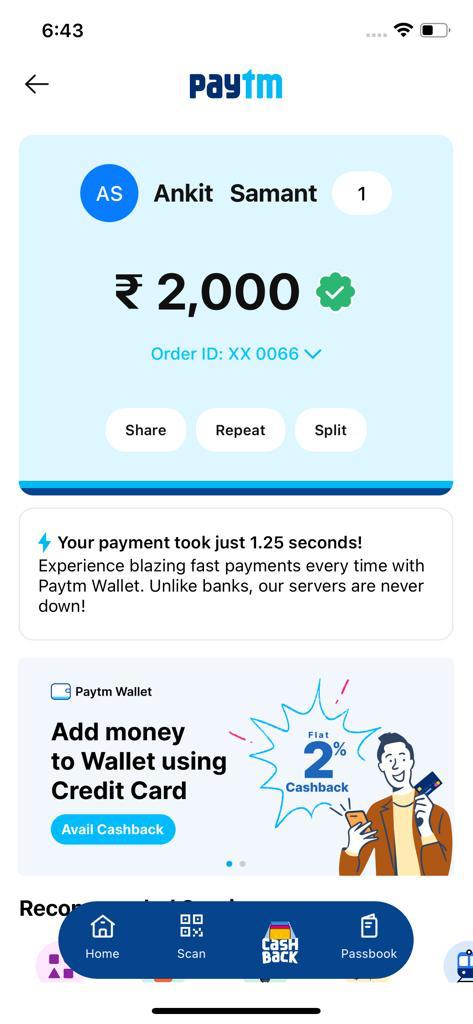 6:43
paytm
AS Ankit Samant 1
₹ 2,000
Order ID: XX 0066
Share Repeat Split
Your payment took just 1.25 seconds!
Experience blazing fast payments every time with
Paytm Wallet. Unlike banks, our servers are never
down!
Paytm Wallet
Add money
to Wallet using
Credit Card
Avail Cashback
Flat
2%
Cashback
Home Scan CASH BACK Passbook